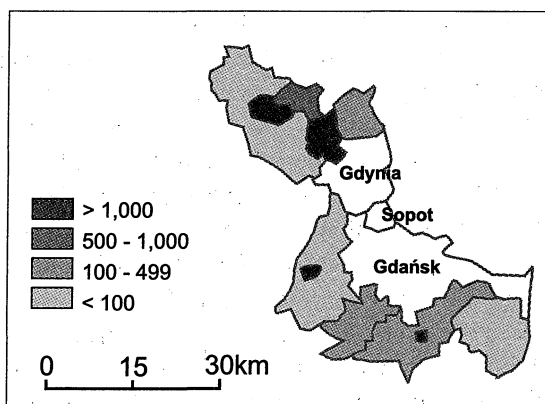 Gdynia
Sopot
Gdańsk
> 1,000
500 - 1,000
100 - 499
< 100
0 15 30km